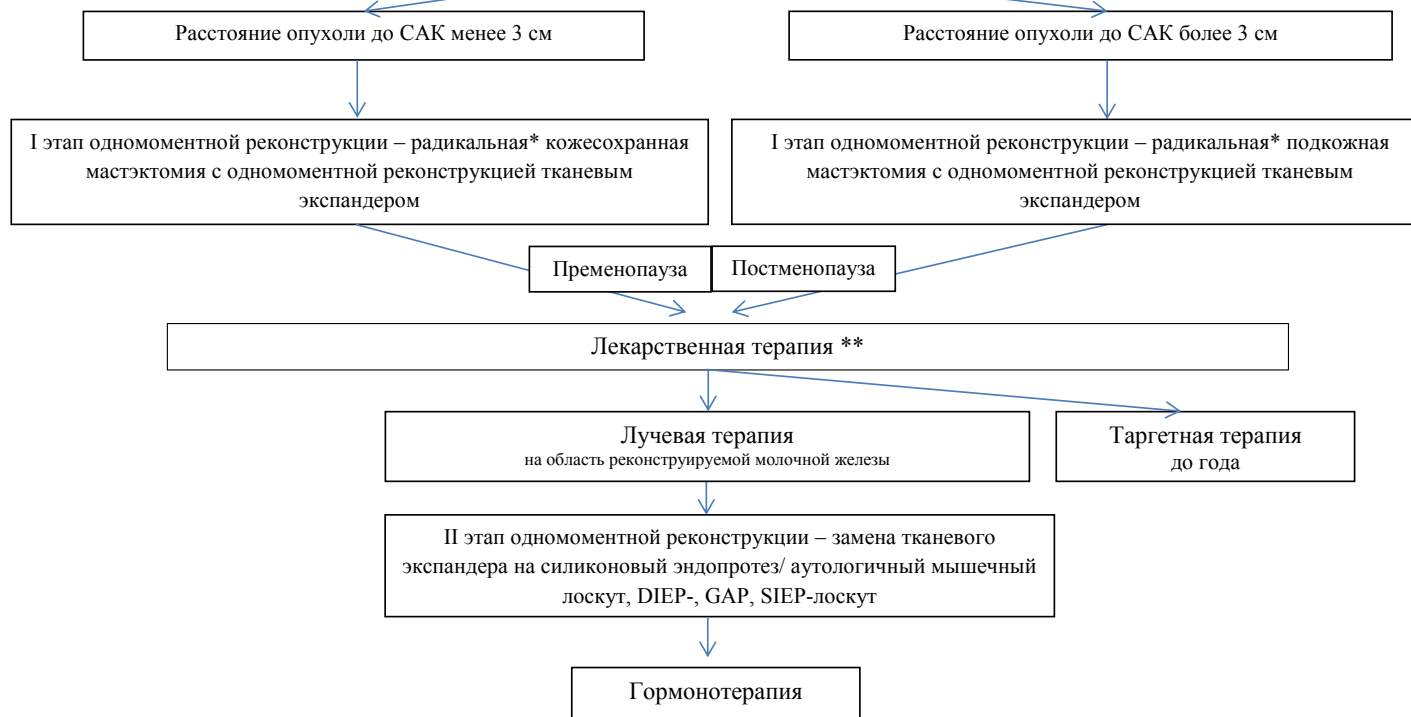 Расстояние опухоли до САК менее 3 см
Расстояние опухоли до САК более 3 см
I этап одномоментной реконструкции – радикальная* кожесохранная
мастэктомия с одномоментной реконструкцией тканевым
экспандером
I этап одномоментной реконструкции – радикальная* подкожная
мастэктомия с одномоментной реконструкцией тканевым
экспандером
Пременопауза
Постменопауза
Лекарственная терапия **
Лучевая терапия
на область реконструируемой молочной железы
Таргетная терапия
до года
II этап одномоментной реконструкции – замена тканевого
экспандера на силиконовый эндопротез/ аутологичный мышечный
лоскут, DIEP-, GAP, SIEP-лоскут
Гормонотерапия